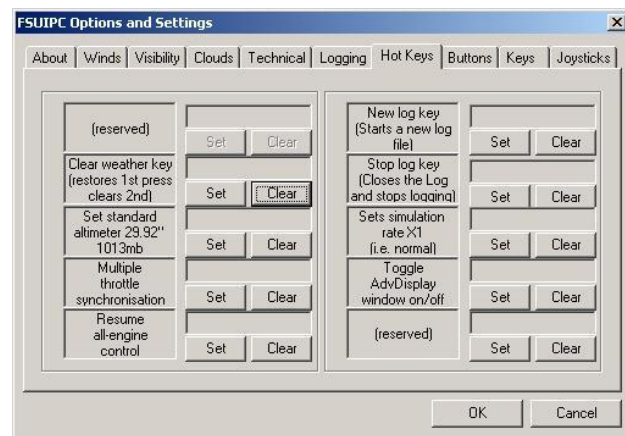 FSUIPC Options and Settings
About Winds Visibility Clouds Technical Logging Hot Keys Buttons Keys Joysticks
(reserved)
Set Clear
Clear weather key
(restores 1st press
clears 2nd)
Set Clear
Set standard
altimeter 29.92"
1013mb
Set Clear
Multiple
throttle
synchronisation
Set Clear
Resume
all-engine
control
Set Clear
New log key
(Starts a new log
file)
Set Clear
Stop log key
(Closes the Log
and stops logging)
Set Clear
Sets simulation
rate X1
(i.e. normal)
Set Clear
Toggle
AdvDisplay
window on/off
Set Clear
(reserved)
Set Clear
OK Cancel